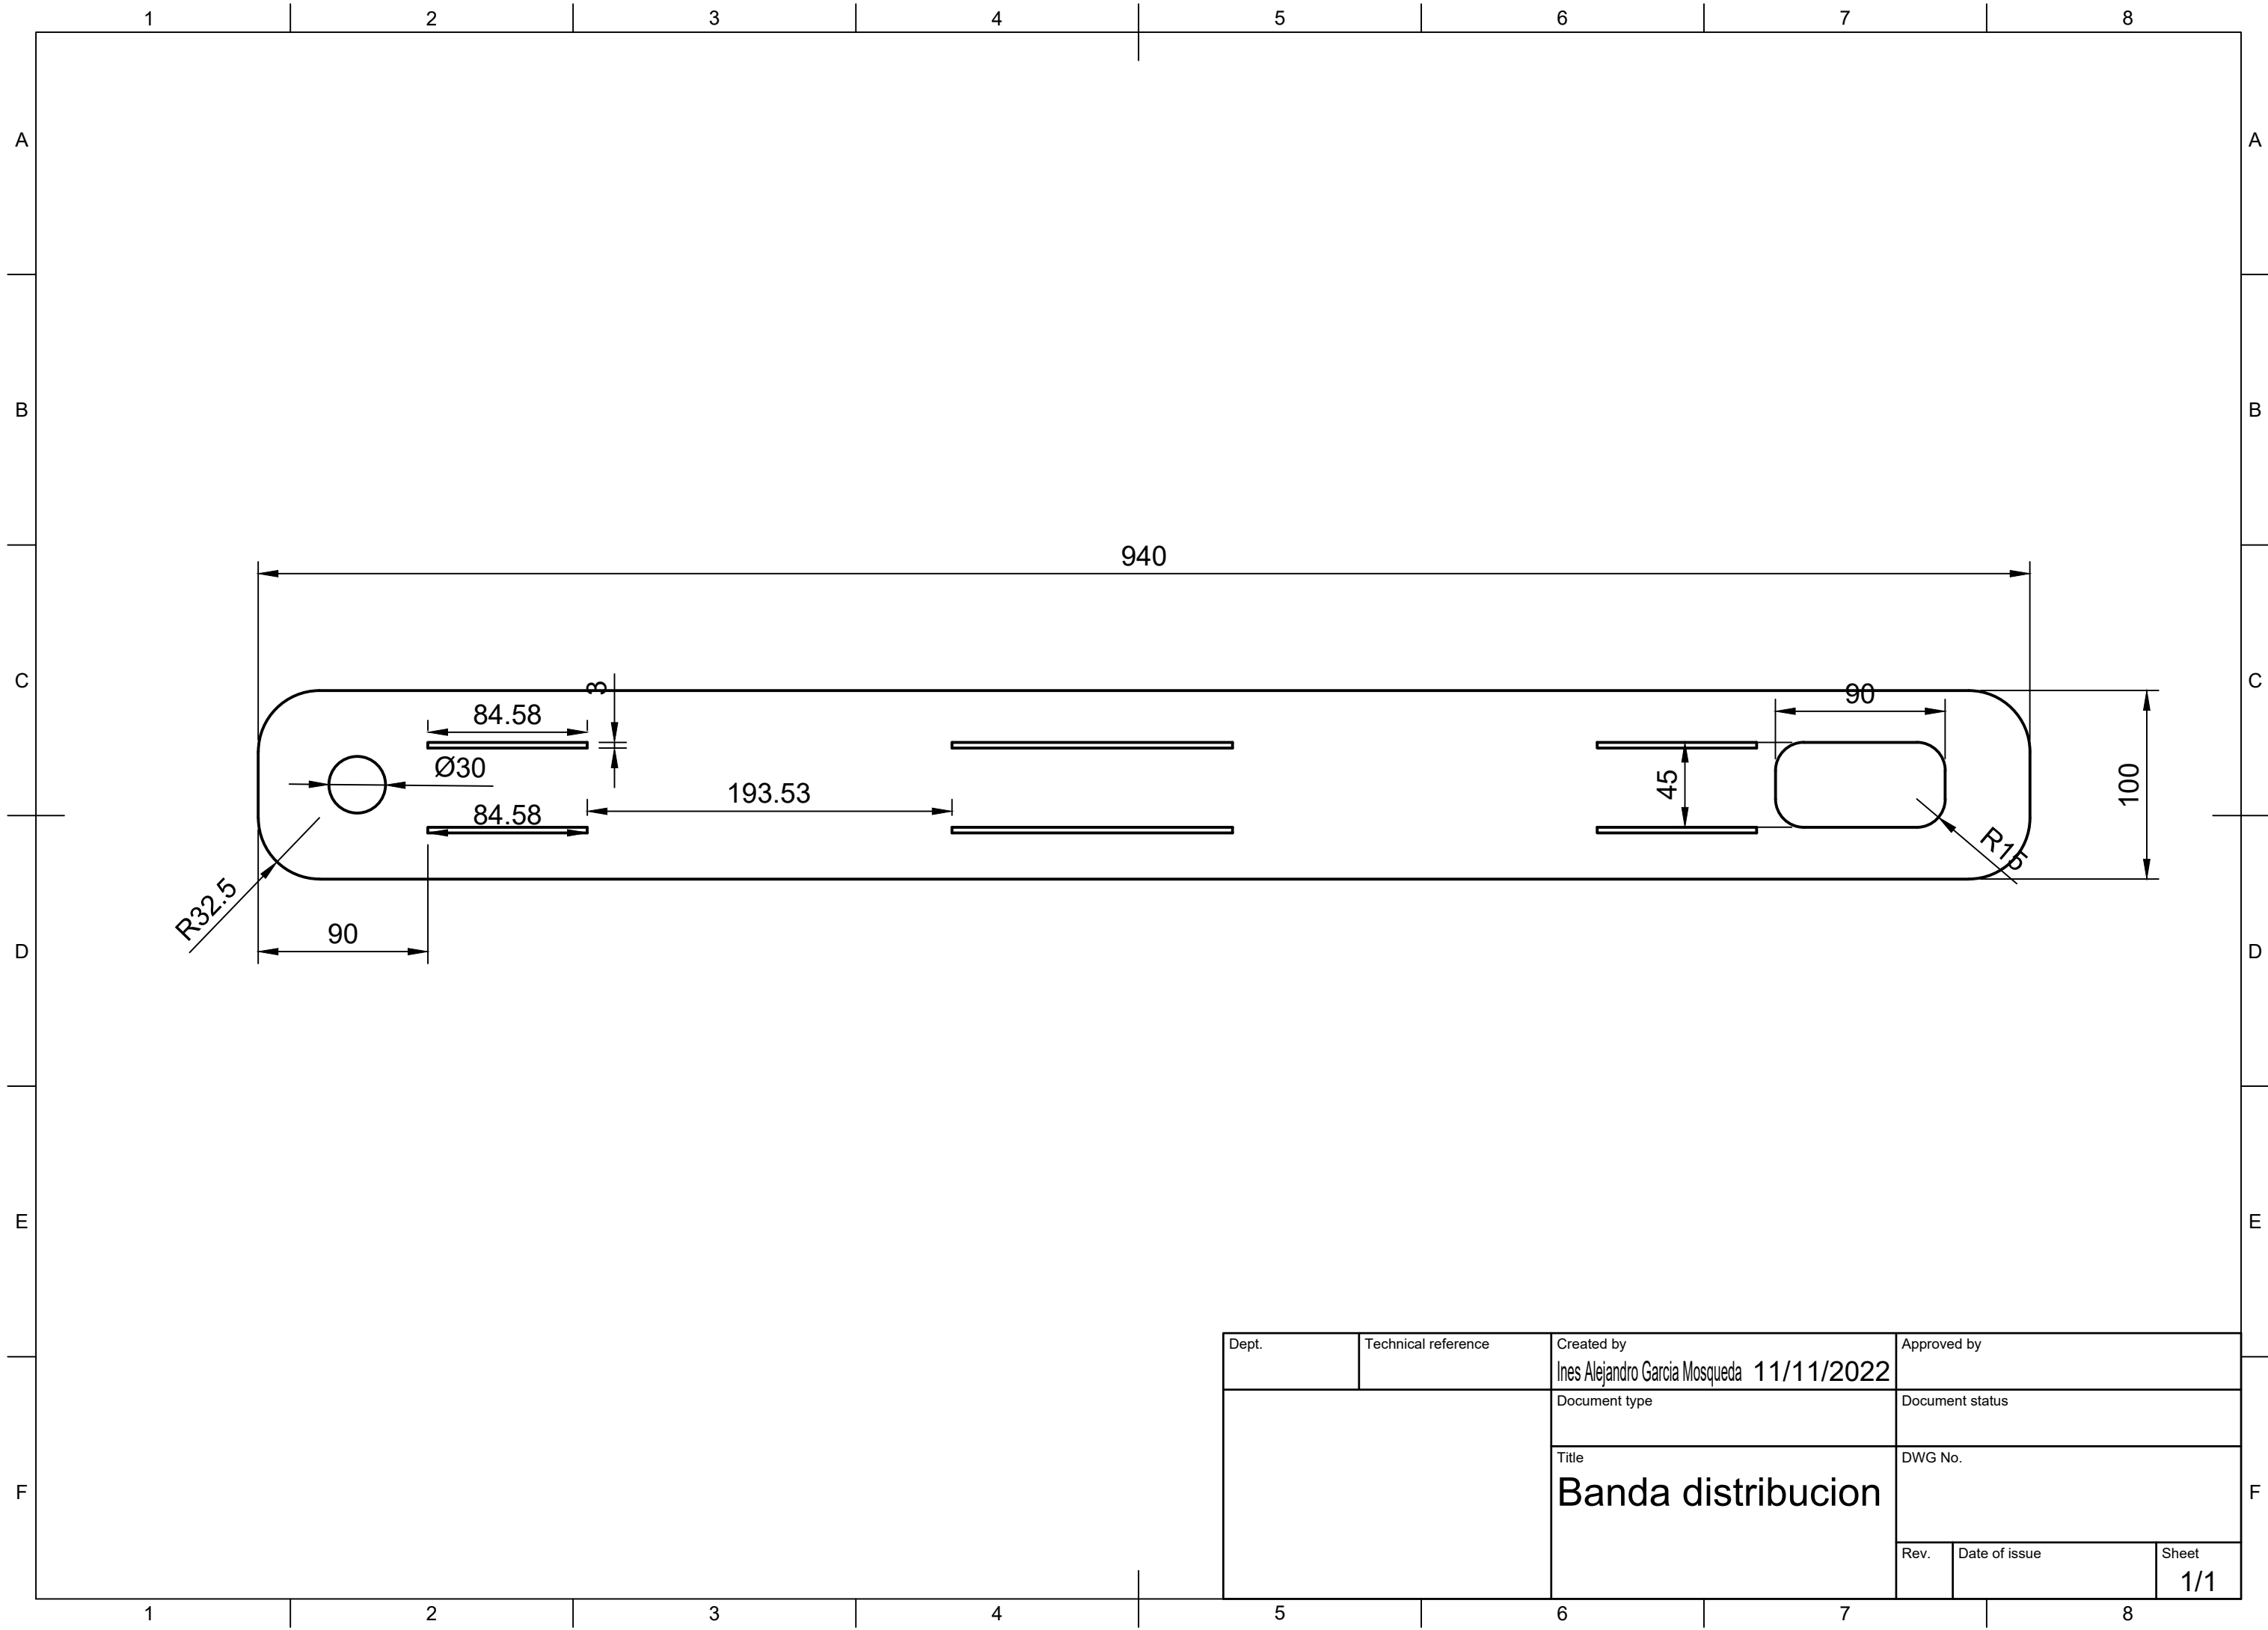 1 2 3 4 5 6 7 8
A A
B B
940
C C
3
84.58
90
Ø30
193.53
45
100
84.58
R15
R32.5
90
D D
E E
Dept. Technical reference Created by Approved by
Ines Alejandro Garcia Mosqueda 11/11/2022
Document type Document status
Title DWG No.
Banda distribucion
F F
Rev. Date of issue Sheet
1/1
1 2 3 4 5 6 7 8